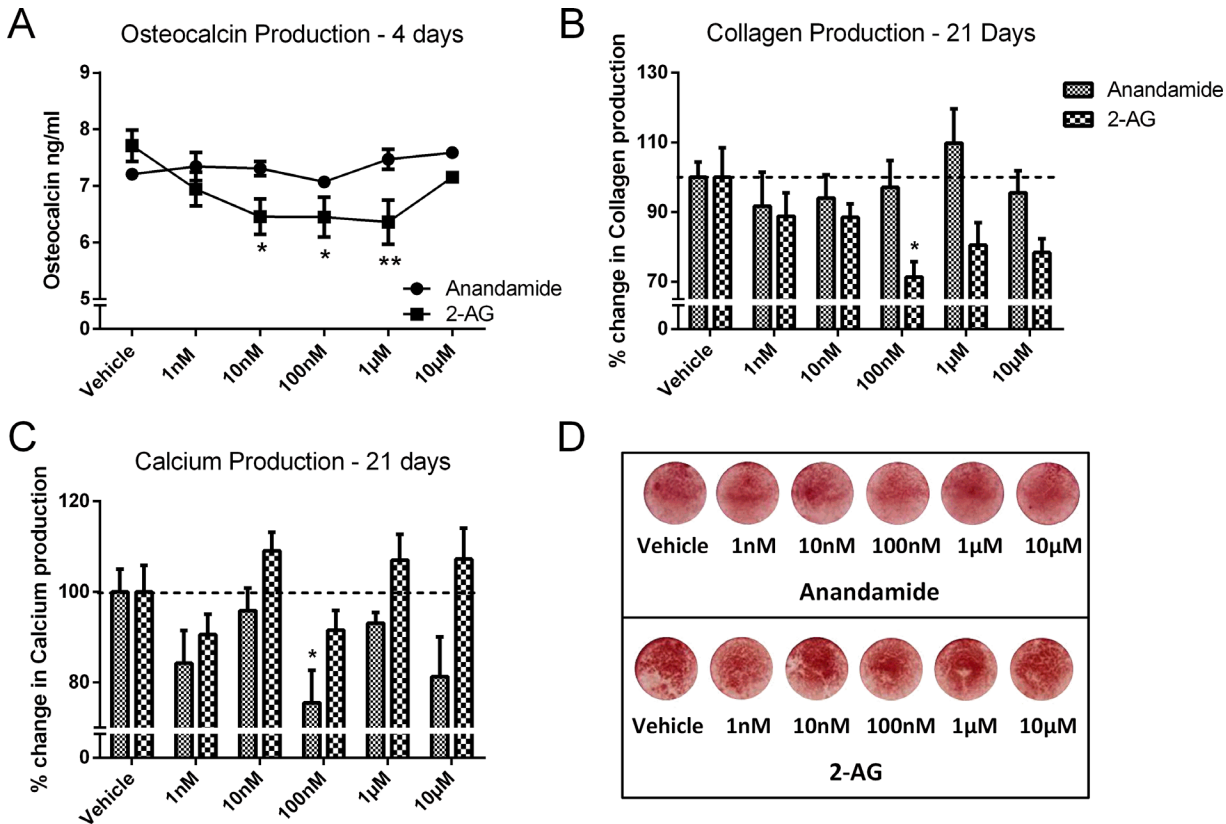 A
Osteocalcin Production - 4 days
Osteocalcin ng/ml
9
8
7
6
5
0
*
*
**
Anandamide
2-AG
Vehicle
1nM
10nM
100nM
1µM
10µM
B
Collagen Production - 21 Days
% change in Collagen production
130
110
90
70
0
*
Anandamide
2-AG
Vehicle
1nM
10nM
100nM
1µM
10µM
C
Calcium Production - 21 days
% change in Calcium production
120
100
80
0
*
Vehicle
1nM
10nM
100nM
1µM
10µM
D
Vehicle 1nM 10nM 100nM 1µM 10µM
Anandamide
Vehicle 1nM 10nM 100nM 1µM 10µM
2-AG